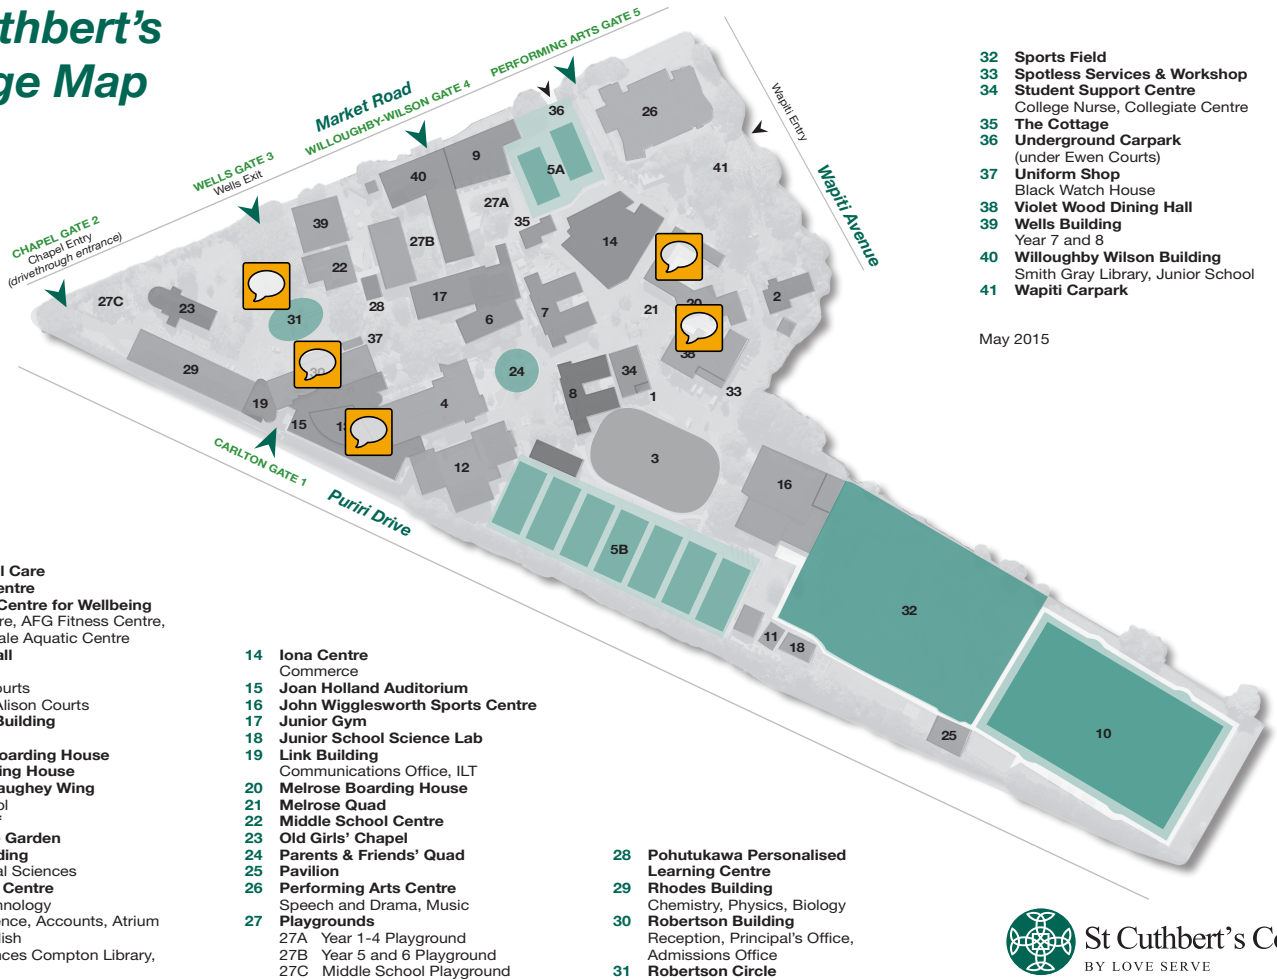 thbert's
ge Map
PERFORMING ARTS GATE 5
Market Road
WILLOUGHBY-WILSON GATE 4
WELLS GATE 3
Wells Exit
CHAPEL GATE 2
Chapel Entry
(drivethrough entrance)
Wapiti Entry
Wapiti Avenue
CARLTON GATE 1
Puriri Drive
36
26
9
5A
41
40
27A
39
35
27B
14
22
27C
23
31
28
17
6
7
21
20
2
37
38
30
29
24
34
8
1
33
19
4
15
3
12
16
5B
32
11
18
25
10
32 Sports Field
33 Spotless Services & Workshop
34 Student Support Centre
College Nurse, Collegiate Centre
35 The Cottage
36 Underground Carpark
(under Ewen Courts)
37 Uniform Shop
Black Watch House
38 Violet Wood Dining Hall
39 Wells Building
Year 7 and 8
40 Willoughby Wilson Building
Smith Gray Library, Junior School
41 Wapiti Carpark
May 2015
l Care
entre
Centre for Wellbeing
re, AFG Fitness Centre,
ale Aquatic Centre
all
ourts
Alison Courts
Building
oarding House
ing House
aughey Wing
ol
f
Garden
ding
al Sciences
Centre
hnology
ence, Accounts, Atrium
lish
nces Compton Library,
14 Iona Centre
Commerce
15 Joan Holland Auditorium
16 John Wigglesworth Sports Centre
17 Junior Gym
18 Junior School Science Lab
19 Link Building
Communications Office, ILT
20 Melrose Boarding House
21 Melrose Quad
22 Middle School Centre
23 Old Girls' Chapel
24 Parents & Friends' Quad
25 Pavilion
26 Performing Arts Centre
Speech and Drama, Music
27 Playgrounds
27A Year 1-4 Playground
27B Year 5 and 6 Playground
27C Middle School Playground
28 Pohutukawa Personalised
Learning Centre
29 Rhodes Building
Chemistry, Physics, Biology
30 Robertson Building
Reception, Principal's Office,
Admissions Office
31 Robertson Circle
St Cuthbert's Co
BY LOVE SERVE